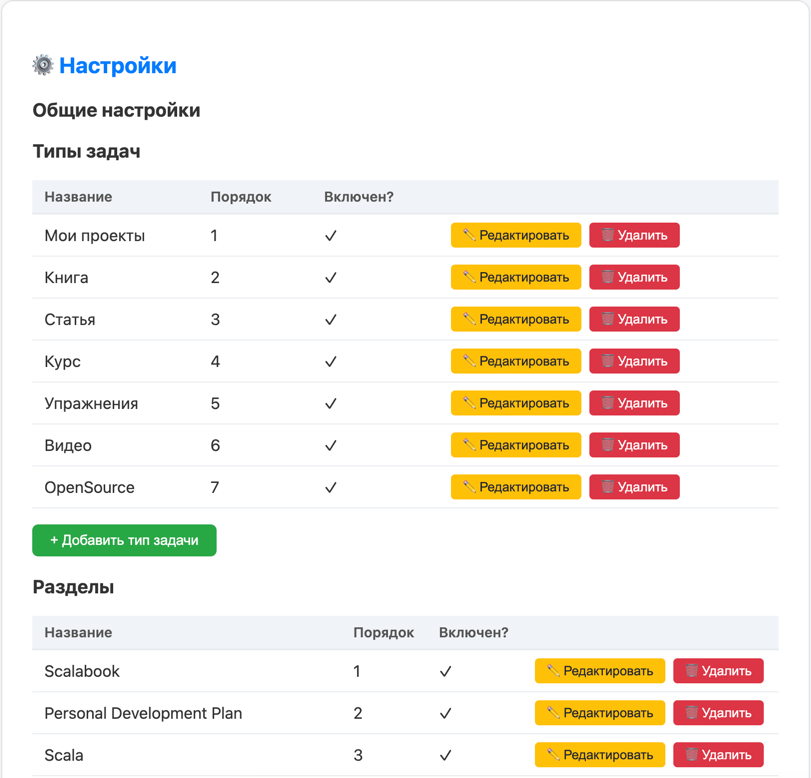 Настройки
Общие настройки
Типы задач
Название Порядок Включен?
Мои проекты 1 ✓ Редактировать Удалить
Книга 2 ✓ Редактировать Удалить
Статья 3 ✓ Редактировать Удалить
Курс 4 ✓ Редактировать Удалить
Упражнения 5 ✓ Редактировать Удалить
Видео 6 ✓ Редактировать Удалить
OpenSource 7 ✓ Редактировать Удалить
+ Добавить тип задачи
Разделы
Название Порядок Включен?
Scalabook 1 ✓ Редактировать Удалить
Personal Development Plan 2 ✓ Редактировать Удалить
Scala 3 ✓ Редактировать Удалить